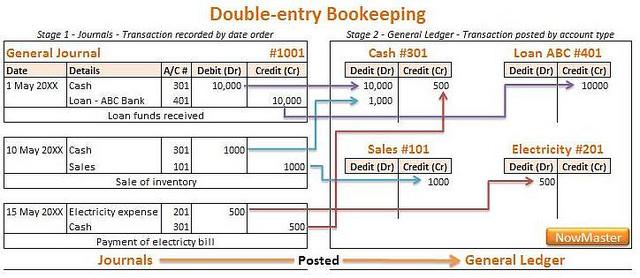 Double-entry Bookkeeping
Stage 1 - Journals - Transaction recorded by date order
General Journal #1001
Date Details A/C # Debit (Dr) Credit (Cr)
1 May 20XX Cash 301 10,000
Loan - ABC Bank 401 10,000
Loan funds received
10 May 20XX Cash 301 1000
Sales 101 1000
Sale of inventory
15 May 20XX Electricity expense 201 500
Cash 301 500
Payment of electricty bill
Stage 2 - General Ledger - Transaction posted by account type
Cash #301
Dedit (Dr) Credit (Cr)
10,000 500
1,000
Loan ABC #401
Dedit (Dr) Credit (Cr)
10000
Sales #101
Dedit (Dr) Credit (Cr)
1000
Electricity #201
Dedit (Dr) Credit (Cr)
500
NowMaster
Journals Posted General Ledger